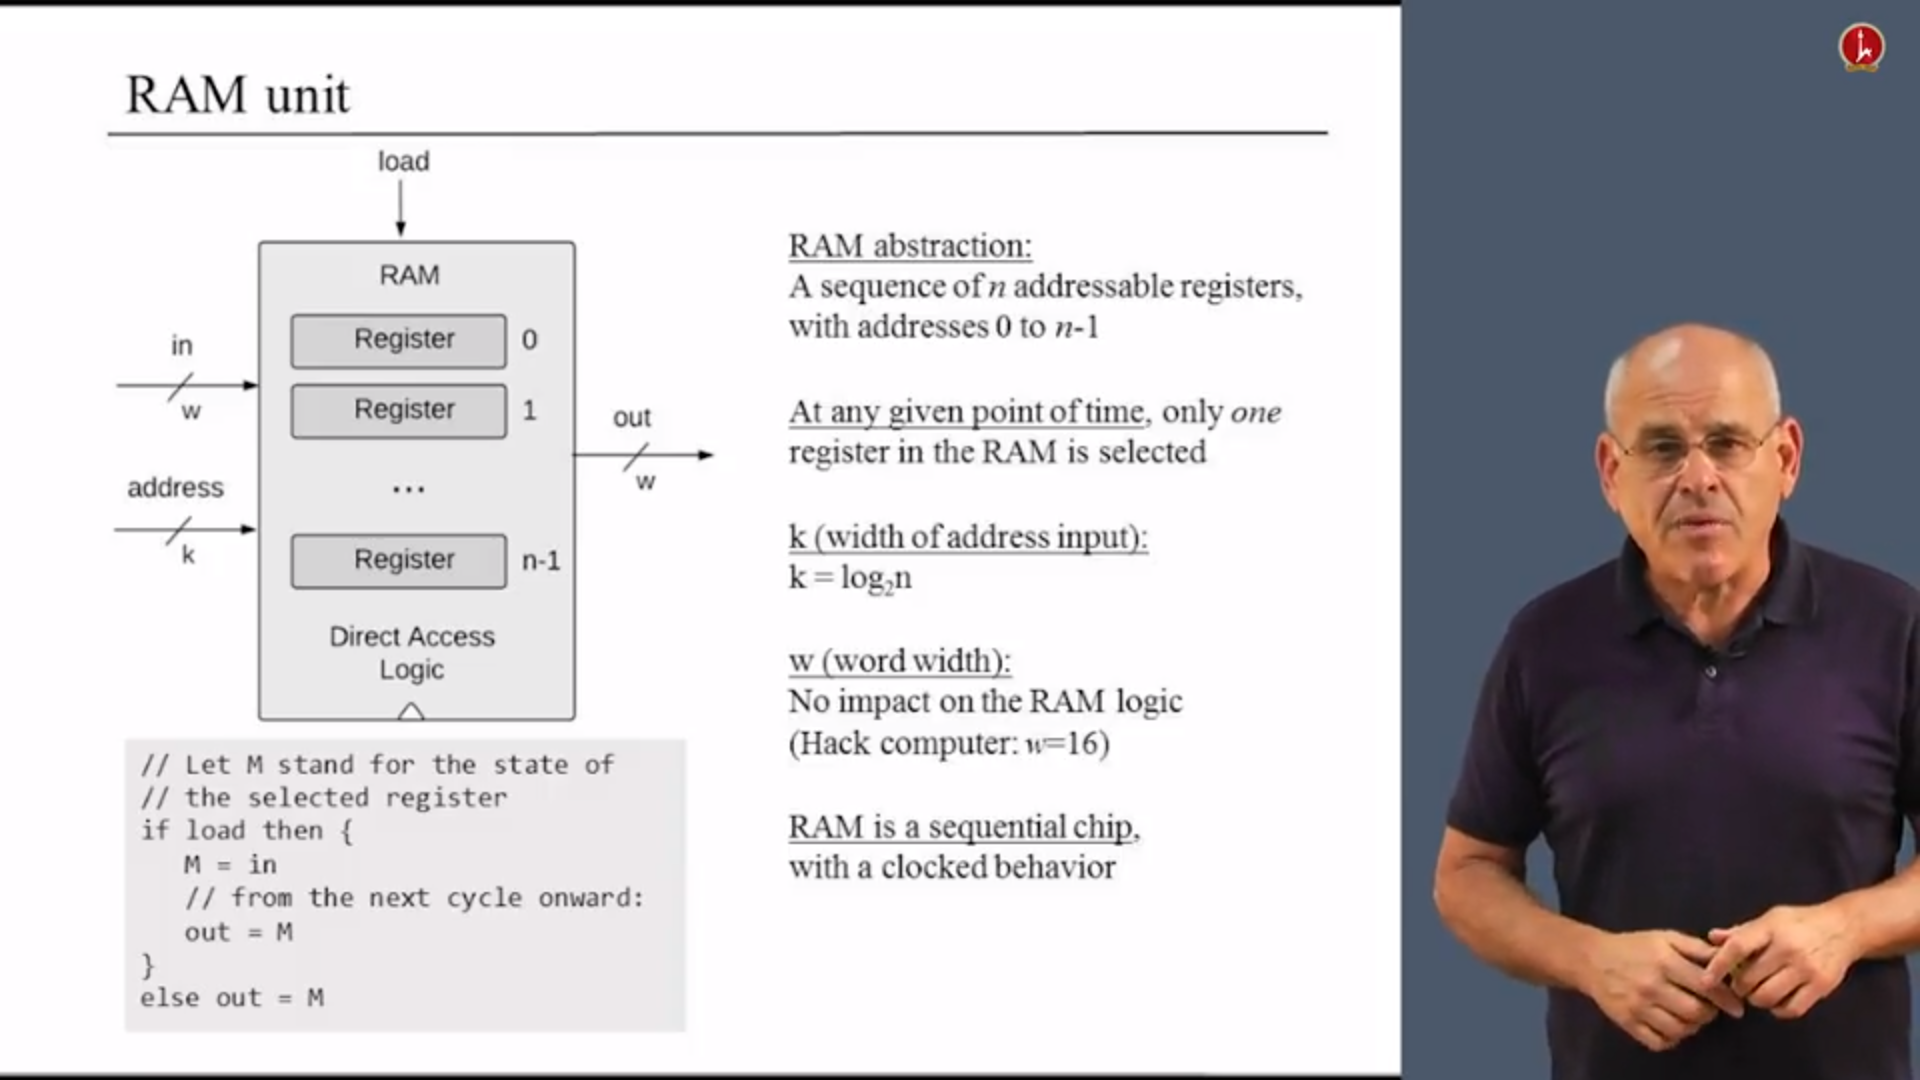 RAM unit
load
RAM
Register 0
in
w
Register 1
out
w
address
k
...
Register n-1
Direct Access
Logic
// Let M stand for the state of
// the selected register
if load then {
M = in
// from the next cycle onward:
out = M
}
else out = M
RAM abstraction:
A sequence of n addressable registers,
with addresses 0 to n-1
At any given point of time, only one
register in the RAM is selected
k (width of address input):
k = log₂n
w (word width):
No impact on the RAM logic
(Hack computer: w=16)
RAM is a sequential chip,
with a clocked behavior